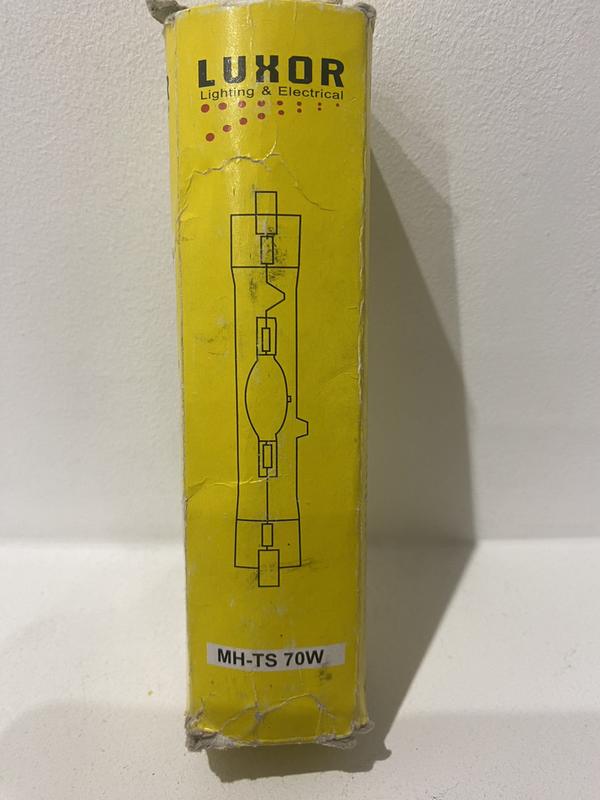 LUXOR
Lighting & Electrical
MH-TS 70W